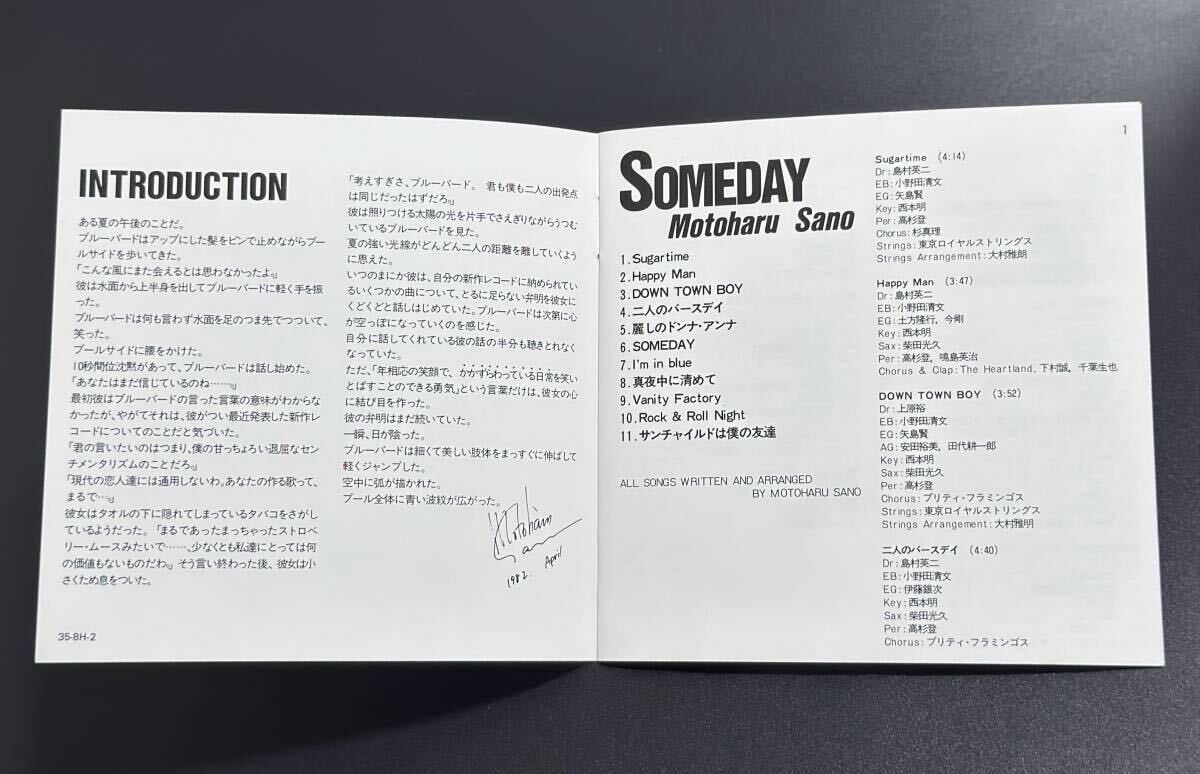 INTRODUCTION
ある夏の午後のことだ。
ブルーバードはアップにした髪をピンで止めながらプー
ルサイドを歩いてきた。
「こんな風にまた会えるとは思わなかったよ。」
彼は水面から上半身を出してブルーバードに軽く手を振
った。
ブルーバードは何も言わず水面を足のつま先でつついて、
笑った。
プールサイドに腰をかけた。
10秒間位沈黙があって、ブルーバードは話し始めた。
「あなたはまだ信じているのね……。」
最初彼はブルーバードの言った言葉の意味がわからな
かったが、やがてそれは、彼がつい最近発表した新作レ
コードについてのことだと気づいた。
「君の言いたいのはつまり、僕の甘っちょろい退屈なセン
チメンタリズムのことだろ。」
「現代の恋人達には通用しないわ。あなたの作る歌って、
まるで…。」
彼女はタオルの下に隠れてしまっているタバコをさがし
ているようだった。「まるであったまっちゃったストロベ
リー・ムースみたいで……、少なくとも私達にとっては何
の価値もないものだわ。」そう言い終わった後、彼女は小
さくため息をついた。
35-8H-2
「考えすぎさ、ブルーバード。 君も僕も二人の出発点
は同じだったはずだろ。」
彼は照りつける太陽の光を片手でさえぎりながらうつむ
いているブルーバードを見た。
夏の強い光線がどんどん二人の距離を離していくよう
に思えた。
いつのまにか彼は、自分の新作レコードに納められてい
るいくつかの曲について、とるに足らない弁明を彼女に
くどくどと話しはじめていた。ブルーバードは次第に心
が空っぽになっていくのを感じた。
自分に話してくれている彼の話の半分も聴きとれなく
なっていた。
ただ、「年相応の笑顔で、かかずらわっている日常を笑い
とばすことのできる勇気」という言葉だけは、彼女の心
に結び目を作った。
彼の弁明はまだ続いていた。
一瞬、日が陰った。
ブルーバードは細くて美しい肢体をまっすぐに伸ばして
軽くジャンプした。
空中に弧が描かれた。
プール全体に青い波紋が広がった。
Motoharu
Sano
1982. April
1
SOMEDAY
Motoharu Sano
1. Sugartime
2. Happy Man
3. DOWN TOWN BOY
4. 二人のバースデイ
5. 麗しのドンナ・アンナ
6. SOMEDAY
7. I'm in blue
8. 真夜中に清めて
9. Vanity Factory
10. Rock & Roll Night
11. サンチャイルドは僕の友達
ALL SONGS WRITTEN AND ARRANGED
BY MOTOHARU SANO
Sugartime (4:14)
Dr:島村英二
EB:小野田清文
EG:矢島賢
Key:西本明
Per:高杉登
Chorus:杉真理
Strings:東京ロイヤルストリングス
Strings Arrangement:大村雅朗
Happy Man (3:47)
Dr:島村英二
EB:小野田清文
EG:土方隆行, 今剛
Key:西本明
Sax:柴田光久
Per:高杉登, 鳴島英治
Chorus & Clap:The Heartland, 下村誠, 千葉生也
DOWN TOWN BOY (3:52)
Dr:上原裕
EB:小野田清文
EG:矢島賢
AG:安田裕美, 田代耕一郎
Key:西本明
Sax:柴田光久
Per:高杉登
Chorus:プリティ・フラミンゴス
Strings:東京ロイヤルストリングス
Strings Arrangement:大村雅明
二人のバースデイ (4:40)
Dr:島村英二
EB:小野田清文
EG:伊藤銀次
Key:西本明
Sax:柴田光久
Per:高杉登
Chorus:プリティ・フラミンゴス